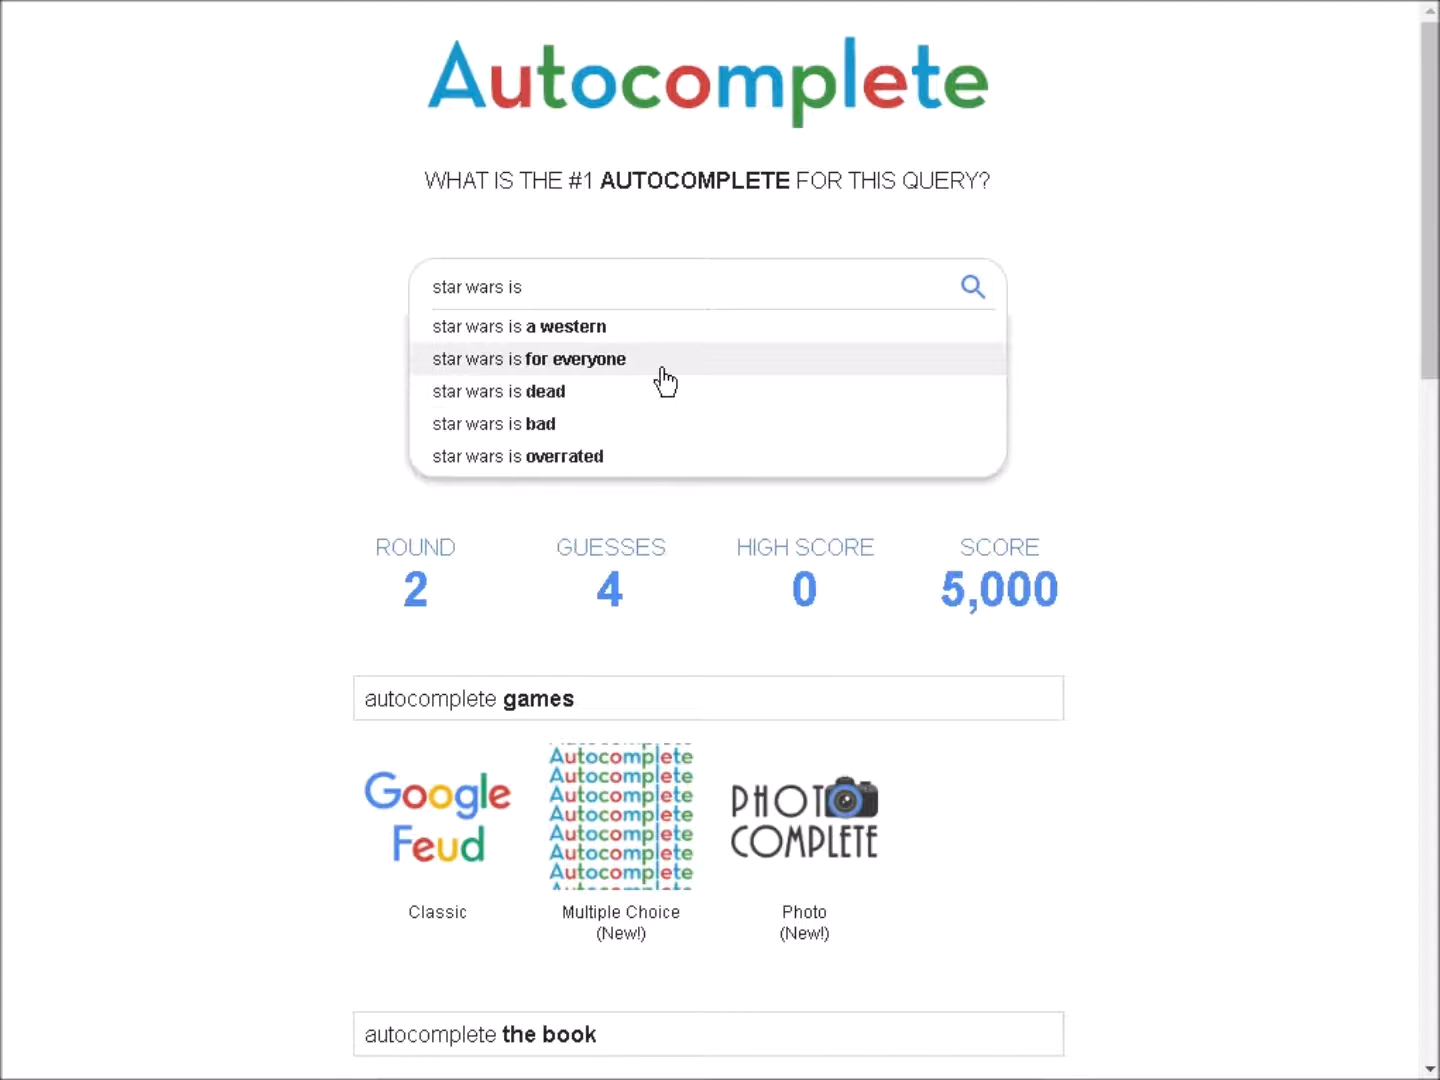 Autocomplete
WHAT IS THE #1 AUTOCOMPLETE FOR THIS QUERY?
star wars is
star wars is a western
star wars is for everyone
star wars is dead
star wars is bad
star wars is overrated
ROUND GUESSES HIGH SCORE SCORE
2 4 0 5,000
autocomplete games
Google
Feud
Autocomplete
Autocomplete
Autocomplete
Autocomplete
Autocomplete
Autocomplete
Autocomplete
PHOTO
COMPLETE
Classic
Multiple Choice
(New!)
Photo
(New!)
autocomplete the book